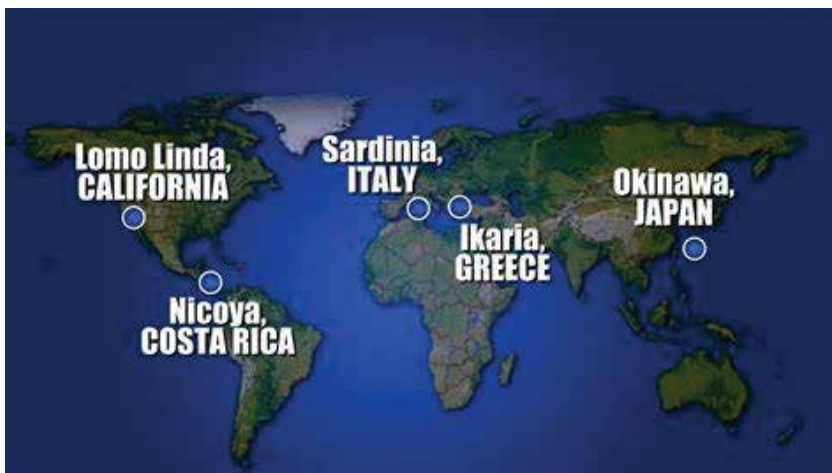 Lomo Linda,
CALIFORNIA
Sardinia,
ITALY
Okinawa,
JAPAN
Ikaria,
GREECE
Nicoya,
COSTA RICA